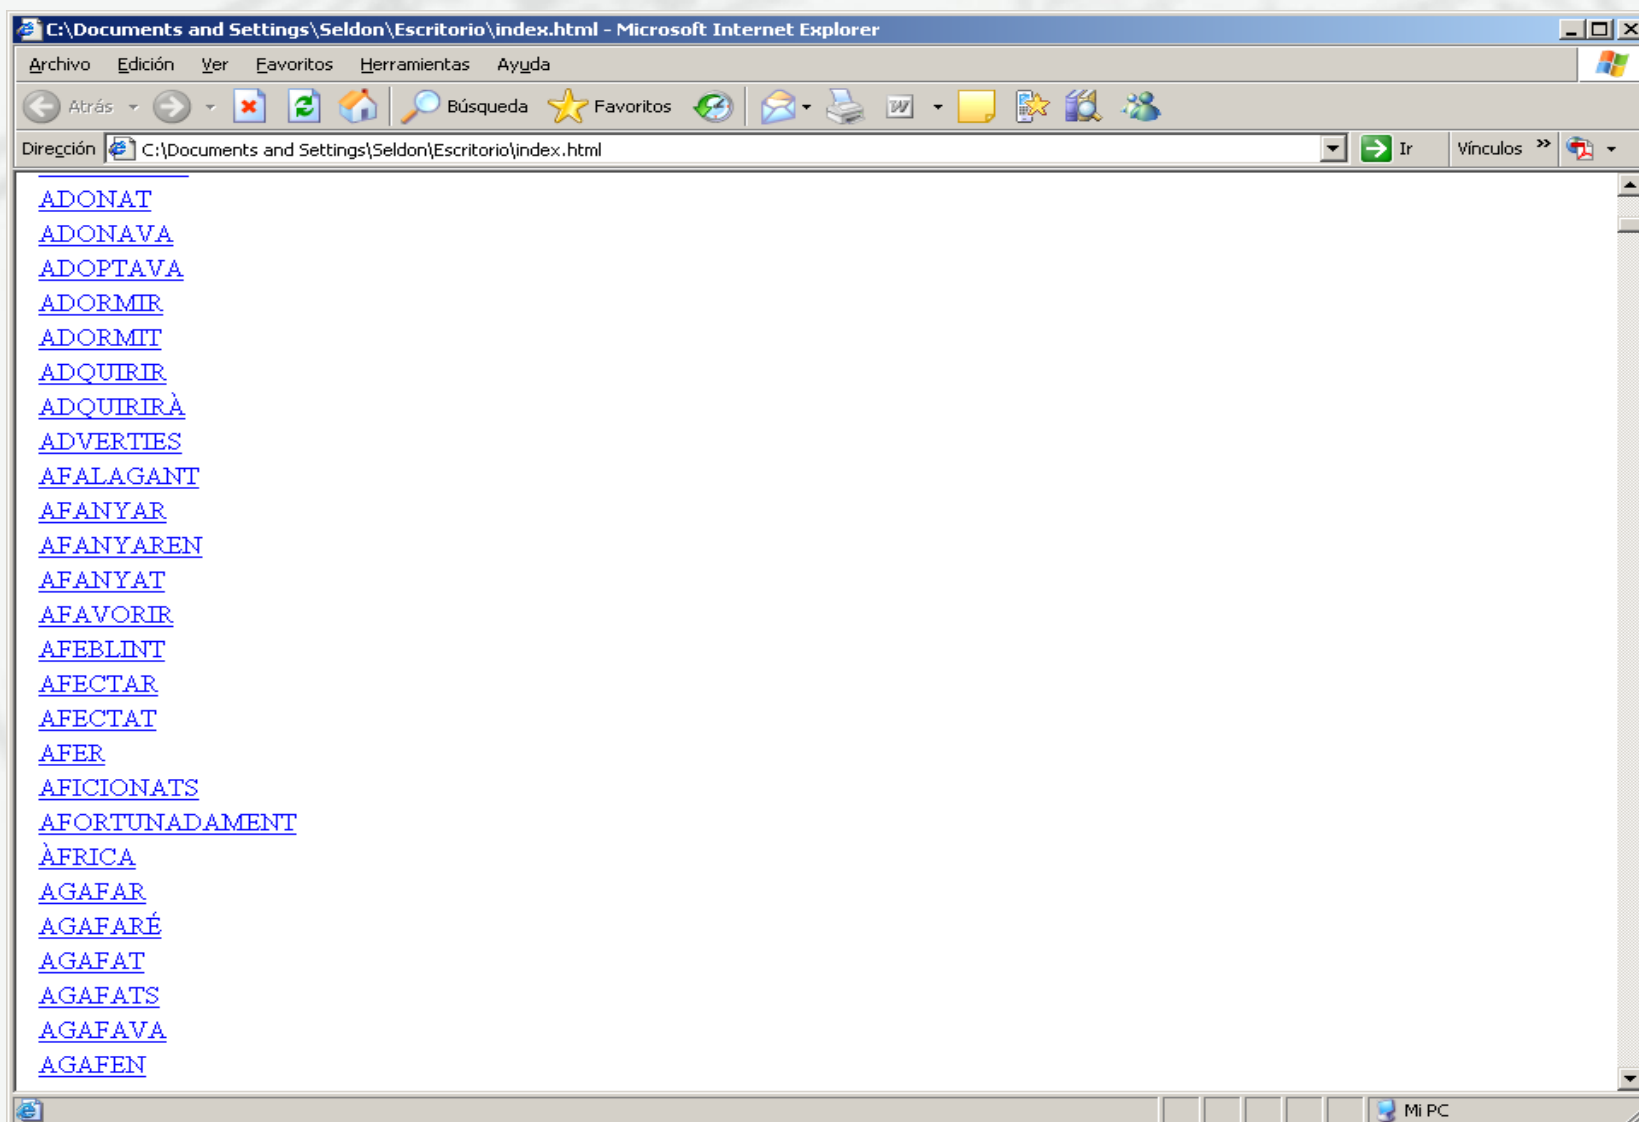 C:\Documents and Settings\Seldon\Escritorio\index.html - Microsoft Internet Explorer
Archivo Edición Ver Favoritos Herramientas Ayuda
Atrás Búsqueda Favoritos
Dirección C:\Documents and Settings\Seldon\Escritorio\index.html Ir Vínculos »
ADONAT
ADONAVA
ADOPTAVA
ADORMIR
ADORMIT
ADQUIRIR
ADQUIRIRÀ
ADVERTIES
AFALAGANT
AFANYAR
AFANYAREN
AFANYAT
AFAVORIR
AFEBLINT
AFECTAR
AFECTAT
AFER
AFICIONATS
AFORTUNADAMENT
ÀFRICA
AGAFAR
AGAFARÉ
AGAFAT
AGAFATS
AGAFAVA
AGAFEN
Mi PC